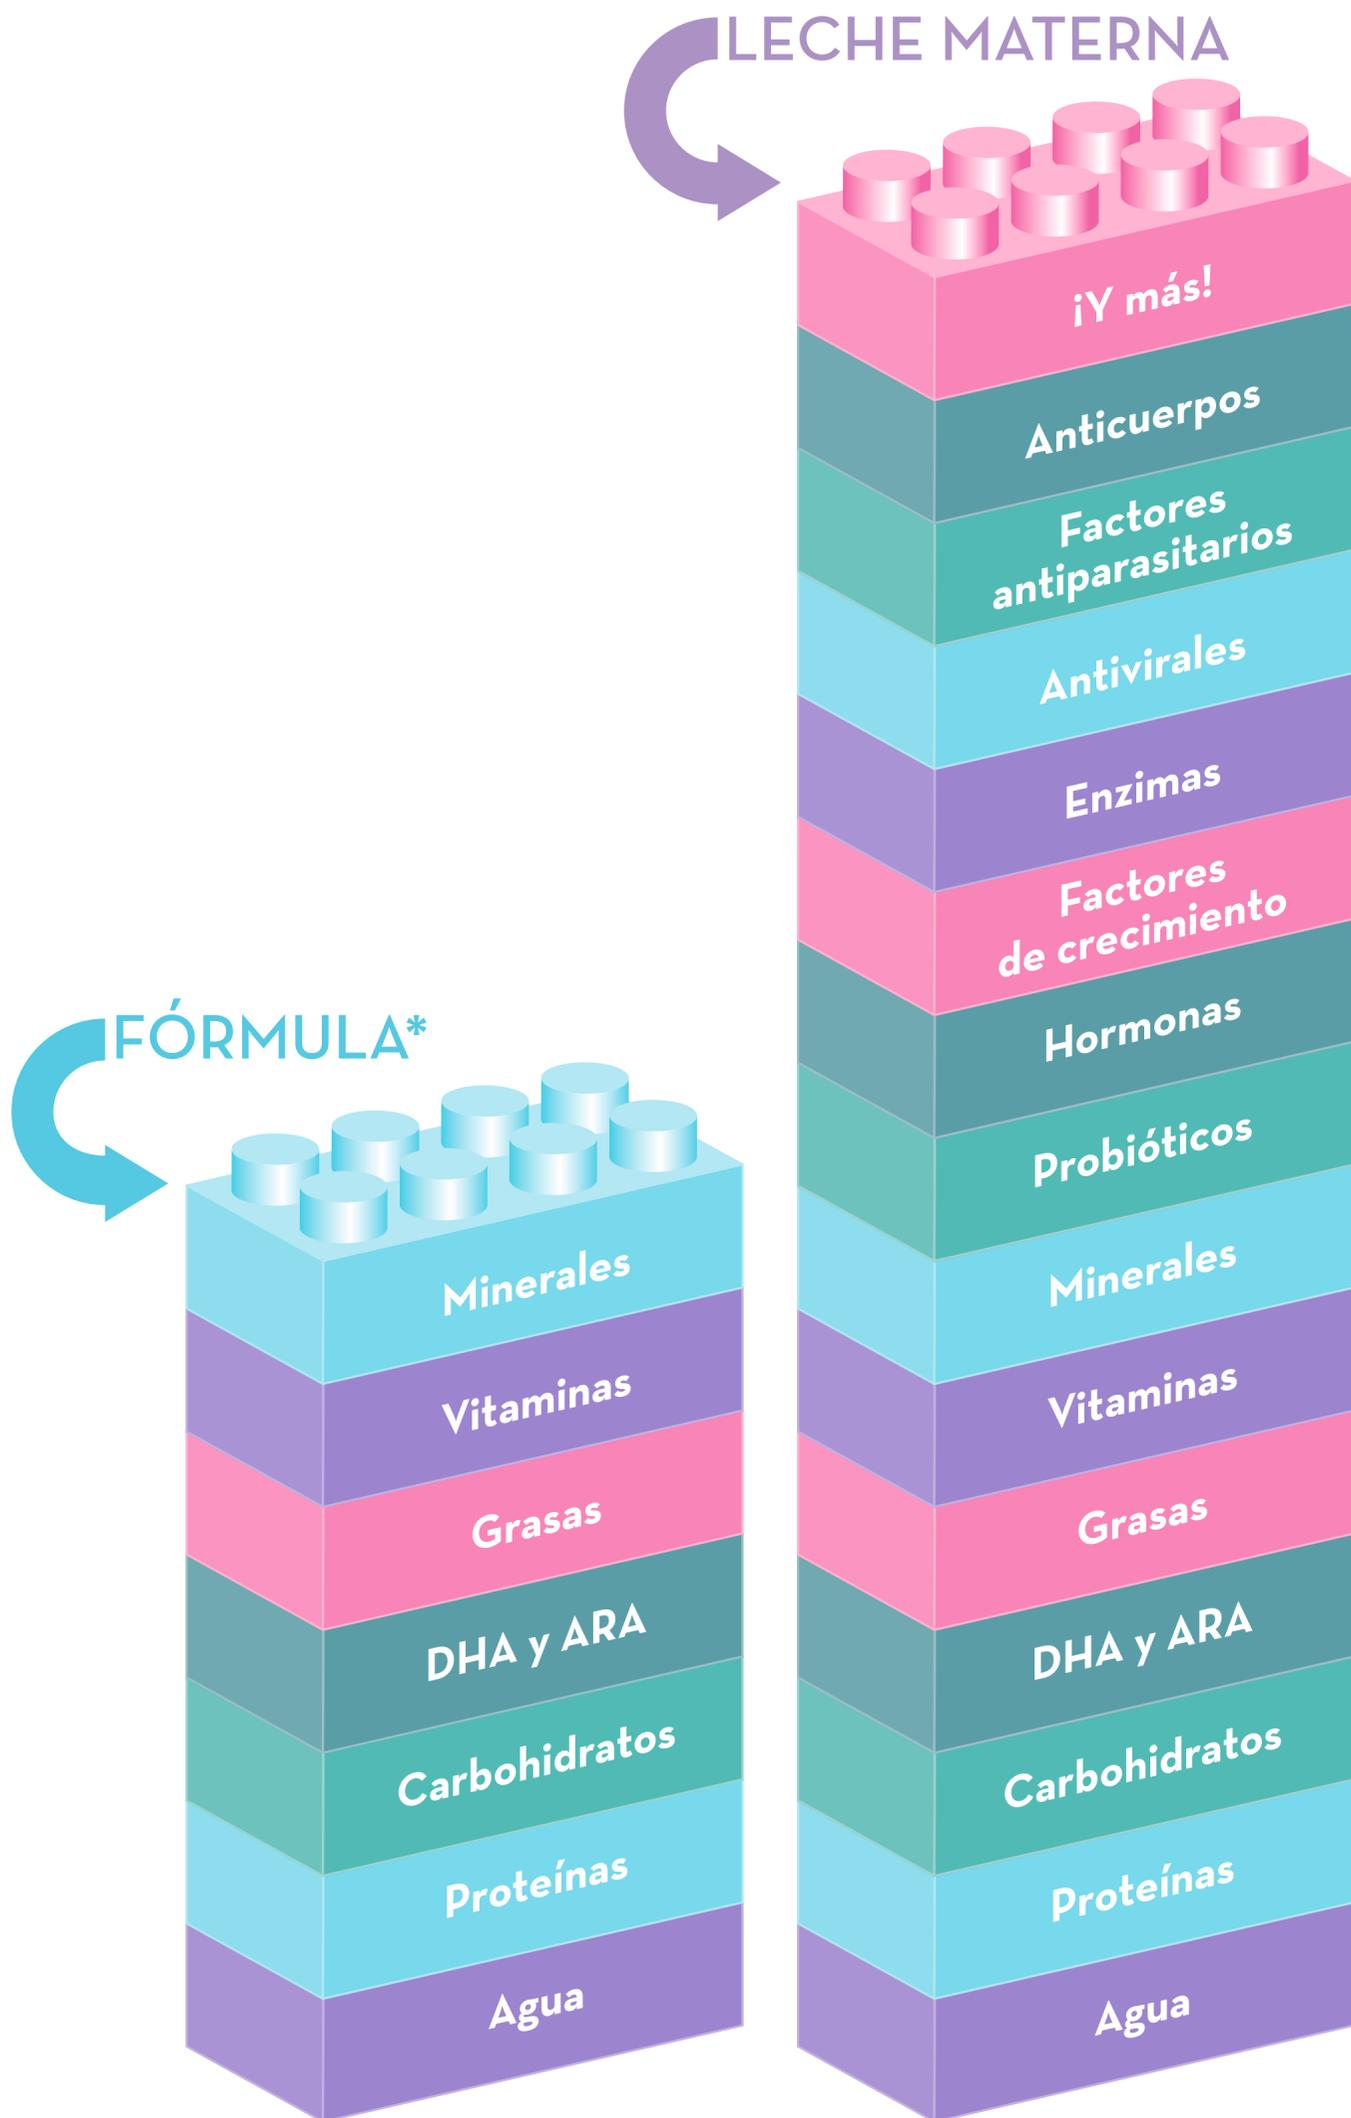 LECHE MATERNA
¡Y más!
Anticuerpos
Factores
antiparasitarios
Antivirales
Enzimas
Factores
de crecimiento
Hormonas
Probióticos
Minerales
Vitaminas
Grasas
DHA y ARA
Carbohidratos
Proteínas
Agua
FÓRMULA*
Minerales
Vitaminas
Grasas
DHA y ARA
Carbohidratos
Proteínas
Agua